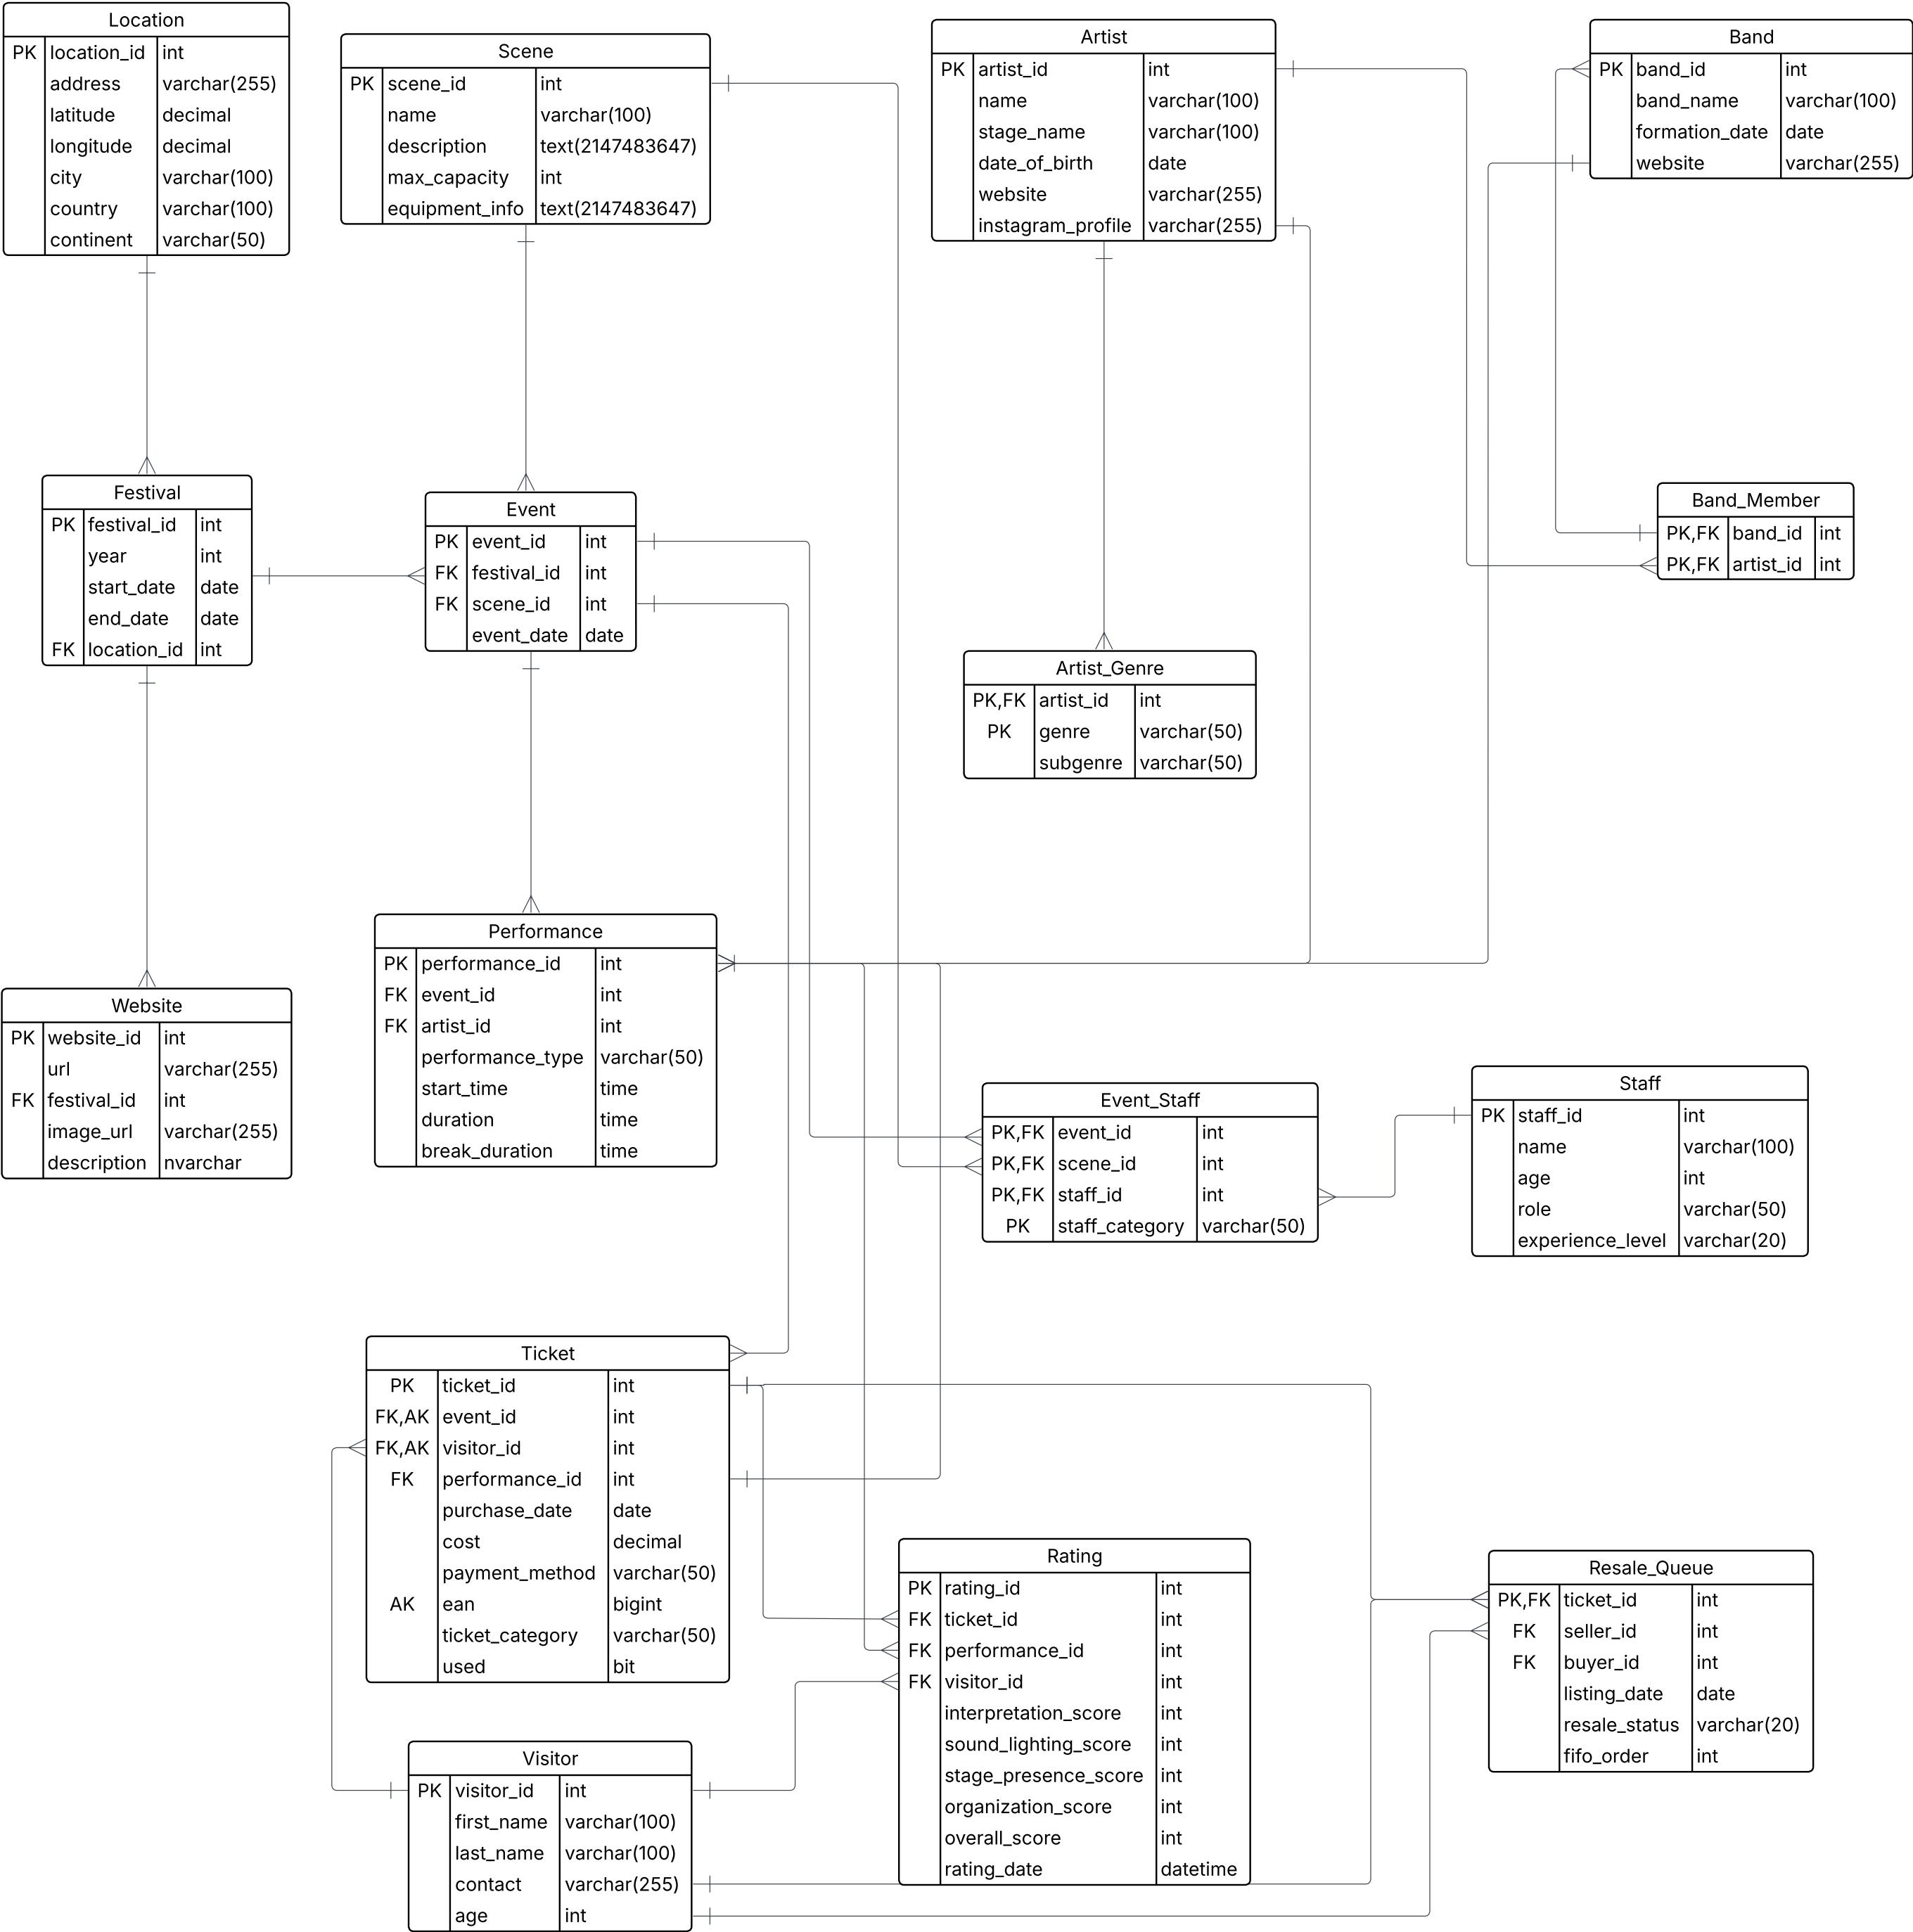 Location
PK location_id int
address varchar(255)
latitude decimal
longitude decimal
city varchar(100)
country varchar(100)
continent varchar(50)
Scene
PK scene_id int
name varchar(100)
description text(2147483647)
max_capacity int
equipment_info text(2147483647)
Artist
PK artist_id int
name varchar(100)
stage_name varchar(100)
date_of_birth date
website varchar(255)
instagram_profile varchar(255)
Band
PK band_id int
band_name varchar(100)
formation_date date
website varchar(255)
Festival
PK festival_id int
year int
start_date date
end_date date
FK location_id int
Event
PK event_id int
FK festival_id int
FK scene_id int
event_date date
Band_Member
PK,FK band_id int
PK,FK artist_id int
Artist_Genre
PK,FK artist_id int
PK genre varchar(50)
subgenre varchar(50)
Website
PK website_id int
url varchar(255)
FK festival_id int
image_url varchar(255)
description nvarchar
Performance
PK performance_id int
FK event_id int
FK artist_id int
performance_type varchar(50)
start_time time
duration time
break_duration time
Event_Staff
PK,FK event_id int
PK,FK scene_id int
PK,FK staff_id int
PK staff_category varchar(50)
Staff
PK staff_id int
name varchar(100)
age int
role varchar(50)
experience_level varchar(20)
Ticket
PK ticket_id int
FK,AK event_id int
FK,AK visitor_id int
FK performance_id int
purchase_date date
cost decimal
payment_method varchar(50)
AK ean bigint
ticket_category varchar(50)
used bit
Rating
PK rating_id int
FK ticket_id int
FK performance_id int
FK visitor_id int
interpretation_score int
sound_lighting_score int
stage_presence_score int
organization_score int
overall_score int
rating_date datetime
Resale_Queue
PK,FK ticket_id int
FK seller_id int
FK buyer_id int
listing_date date
resale_status varchar(20)
fifo_order int
Visitor
PK visitor_id int
first_name varchar(100)
last_name varchar(100)
contact varchar(255)
age int